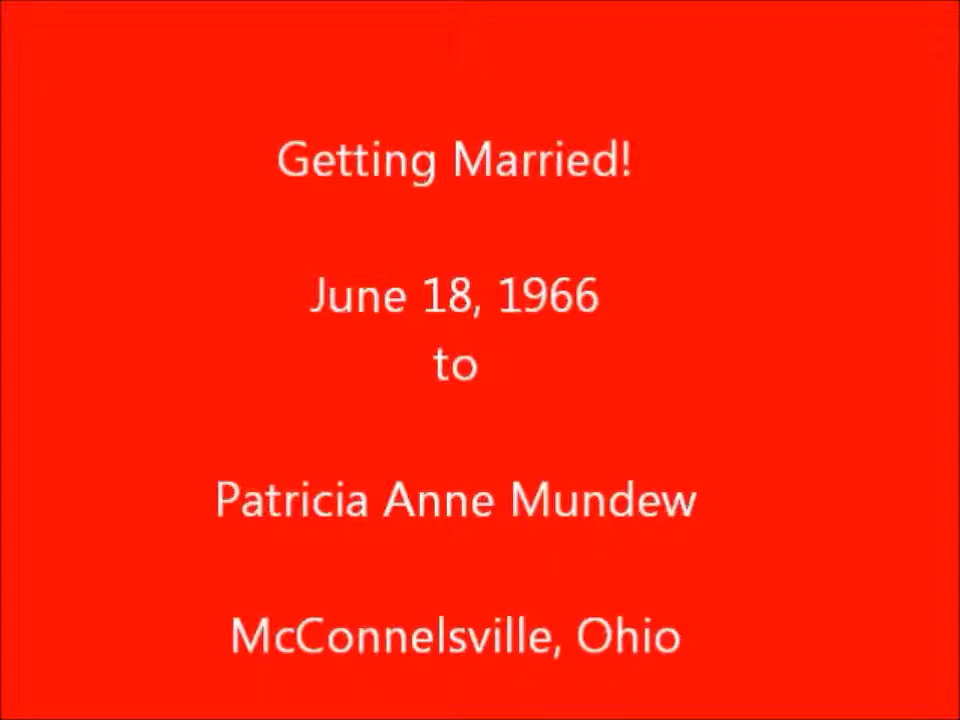 Getting Married!
June 18, 1966
to
Patricia Anne Mundew
McConnelsville, Ohio